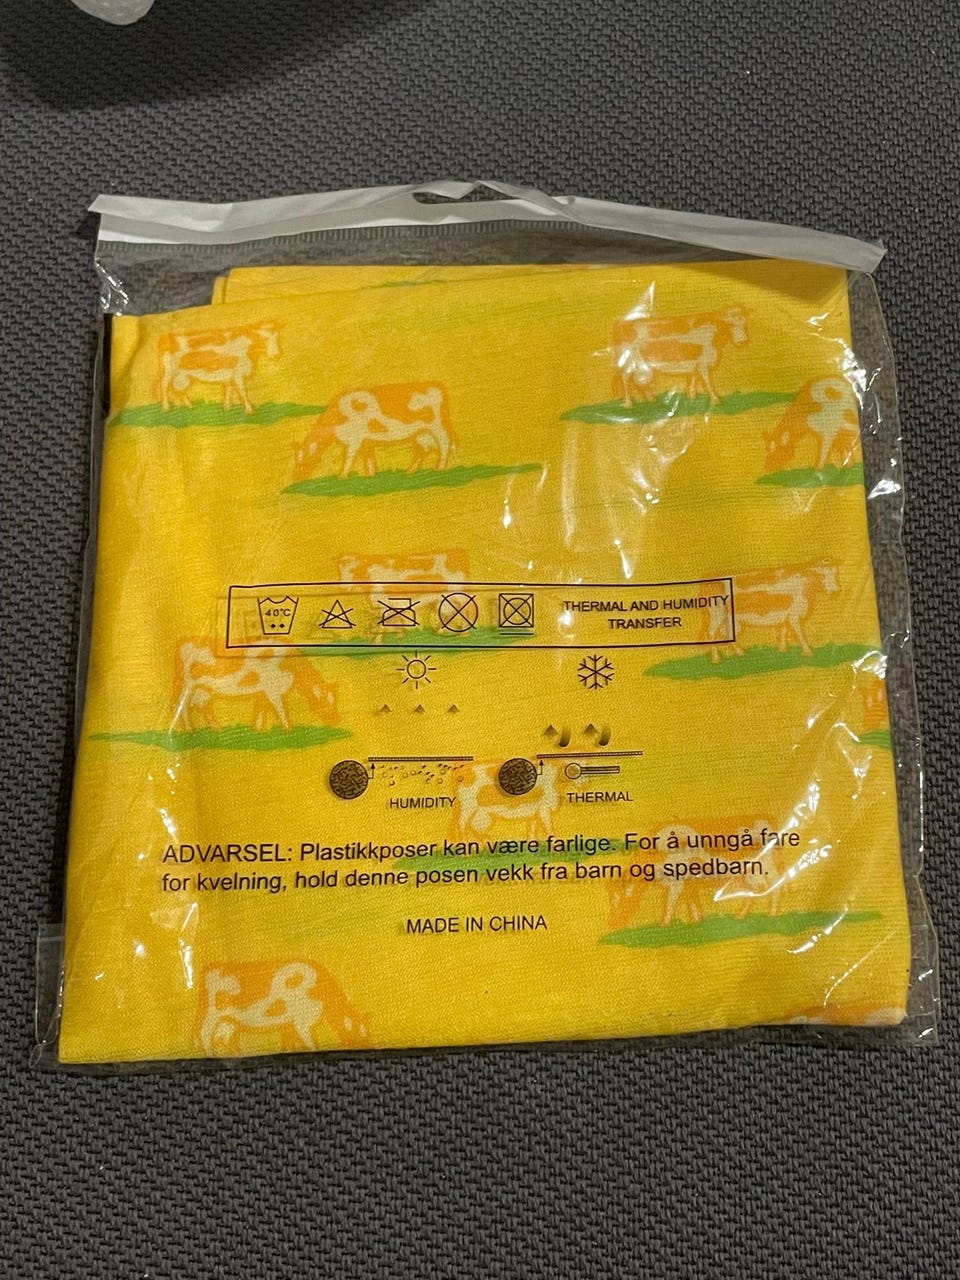 40°C
THERMAL AND HUMIDITY
TRANSFER
HUMIDITY
THERMAL
ADVARSEL: Plastikkposer kan være farlige. For å unngå fare
for kvelning, hold denne posen vekk fra barn og spedbarn.
MADE IN CHINA